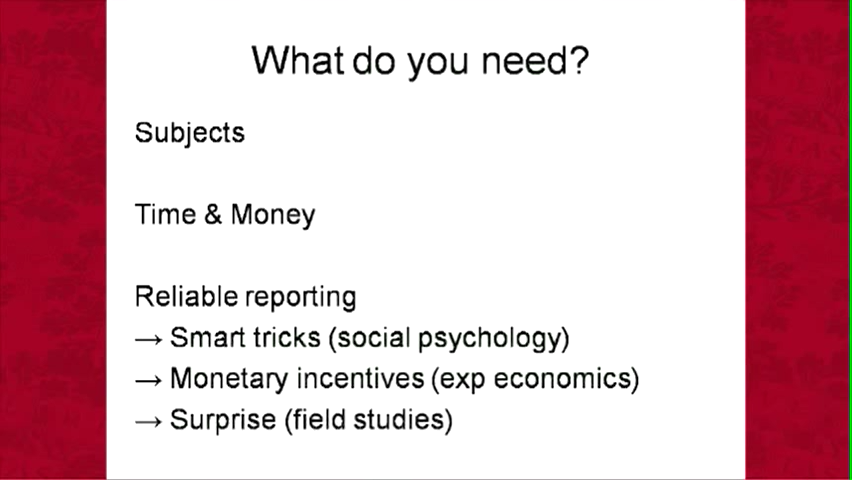 What do you need?
Subjects
Time & Money
Reliable reporting
→ Smart tricks (social psychology)
→ Monetary incentives (exp economics)
→ Surprise (field studies)